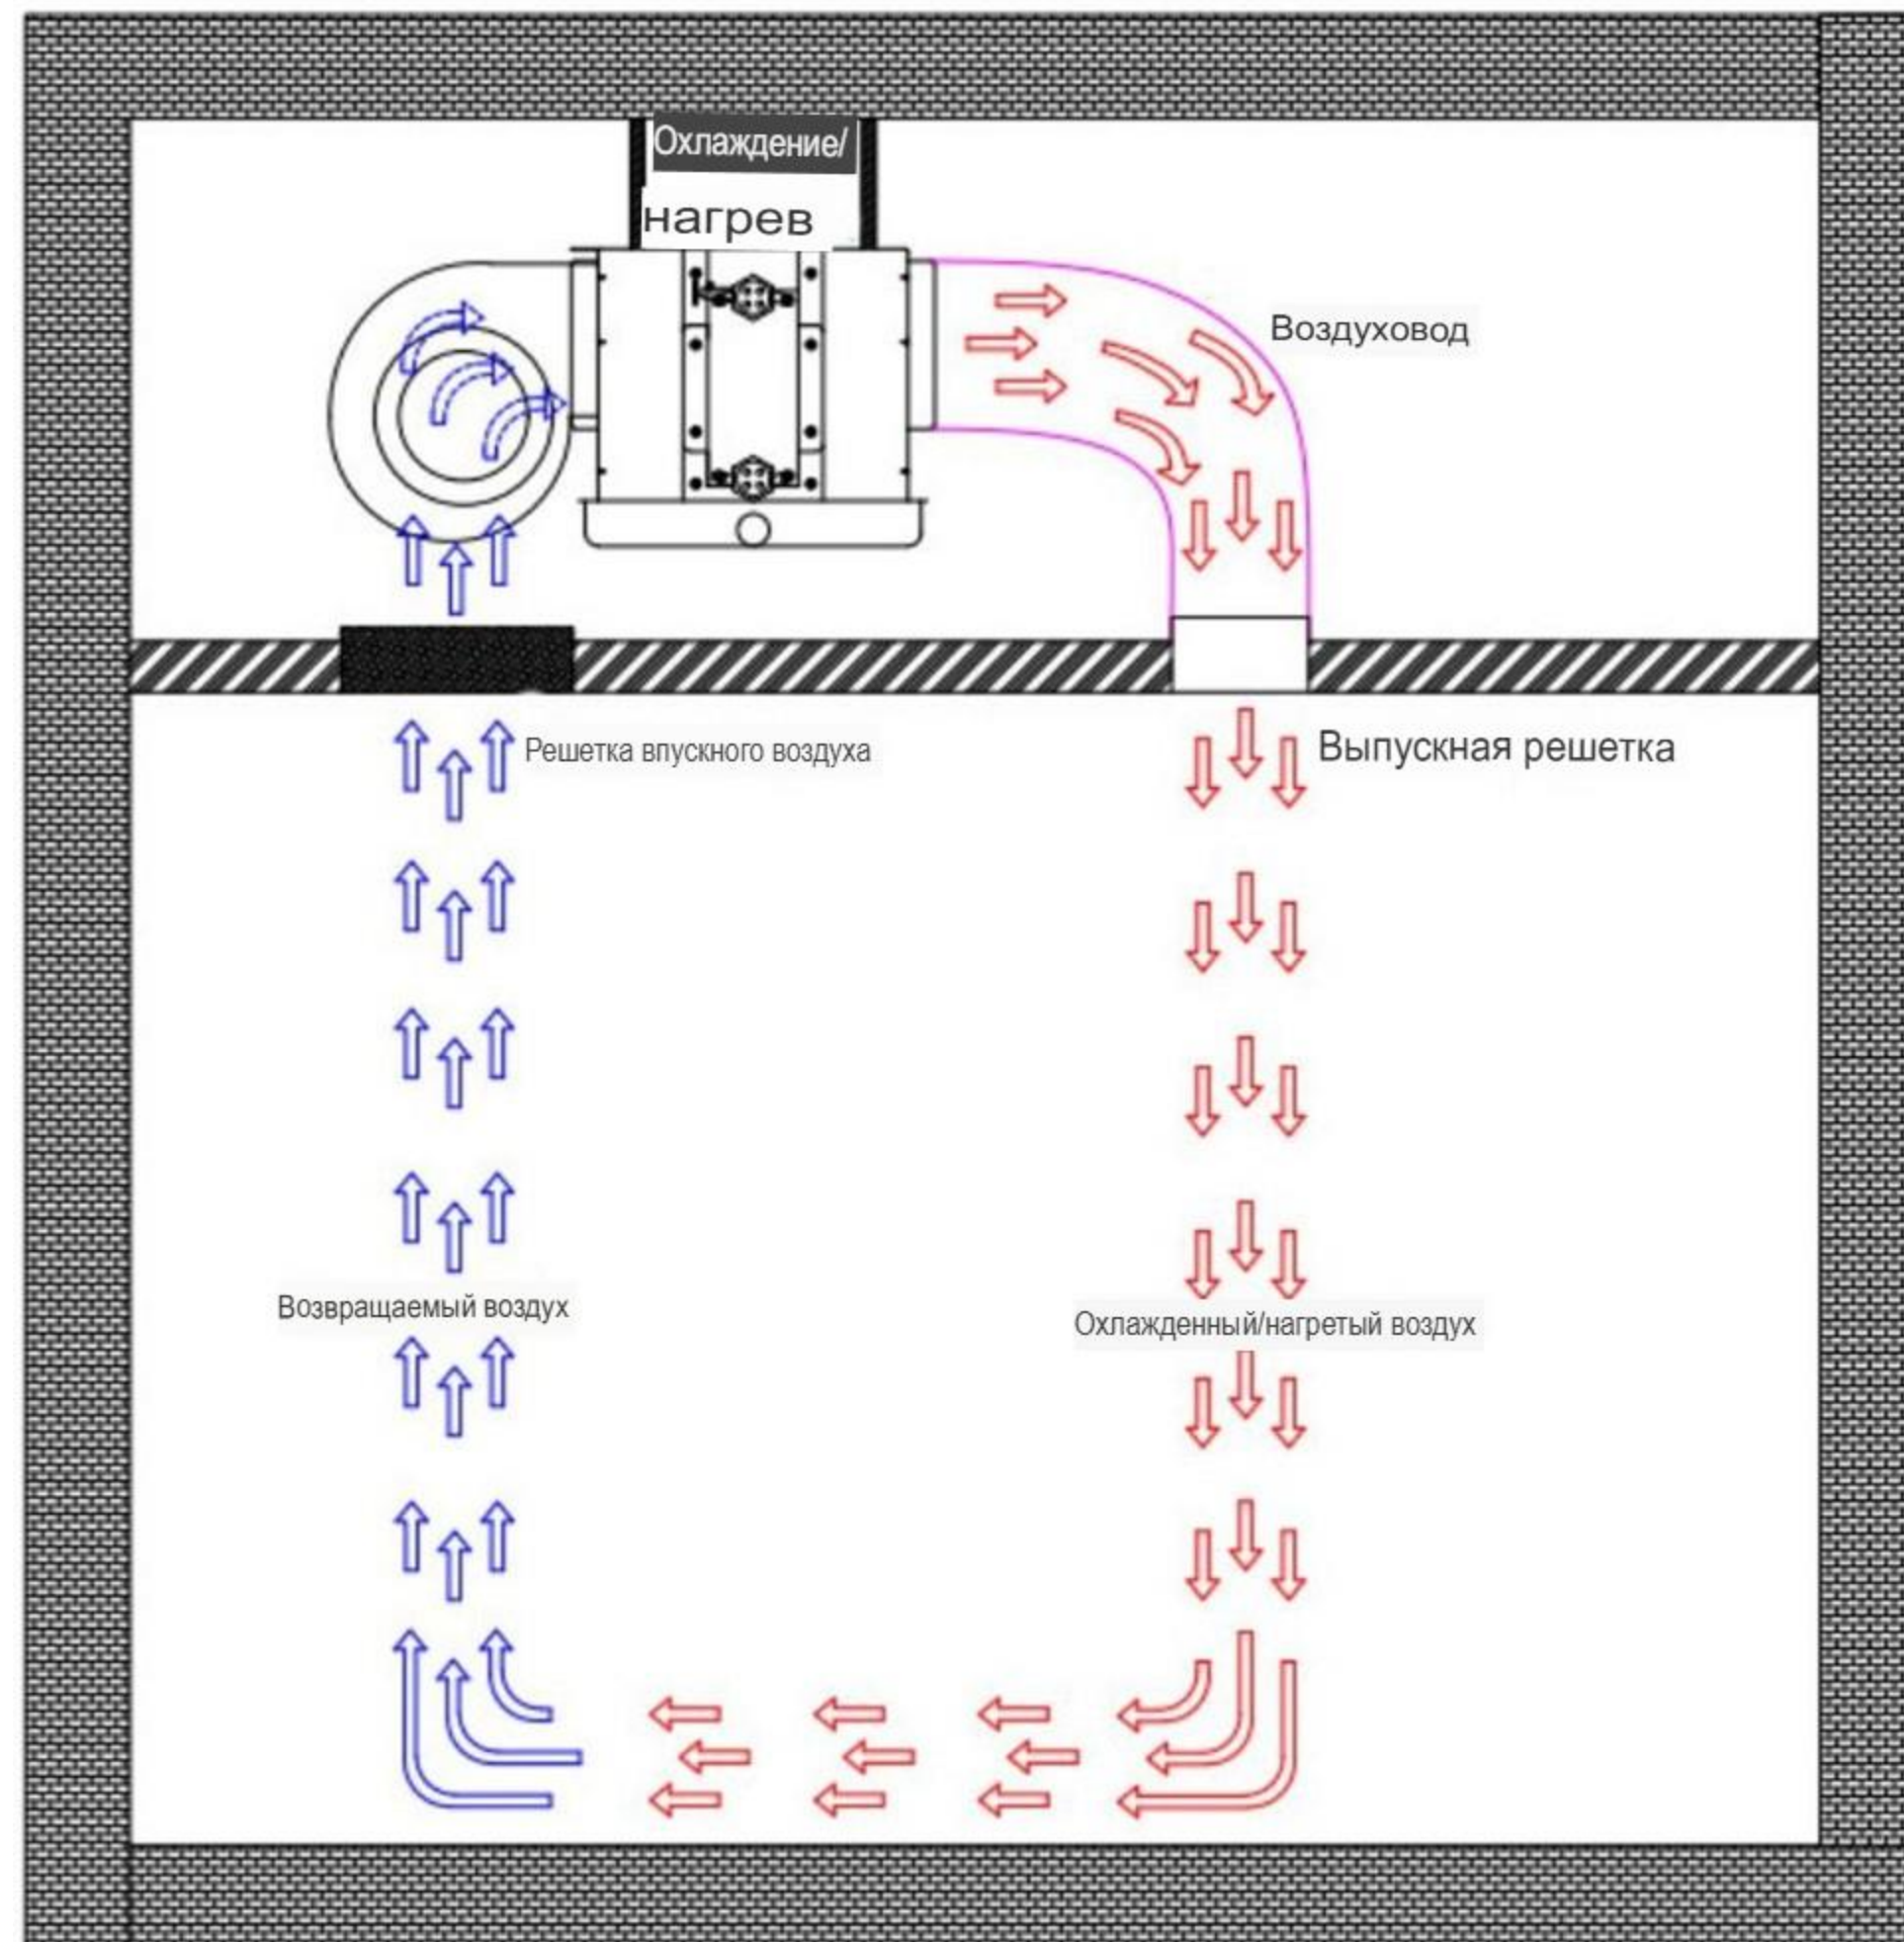 Охлаждение/
нагрев
Воздуховод
Решетка впускного воздуха
Выпускная решетка
Возвращаемый воздух
Охлажденный/нагретый воздух